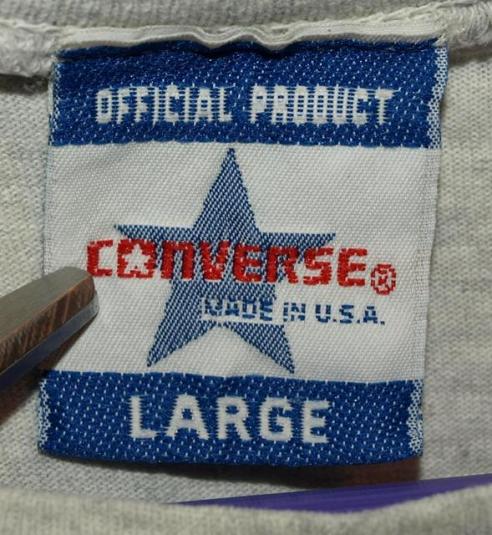 OFFICIAL PRODUCT
CONVERSE®
MADE IN U.S.A.
LARGE